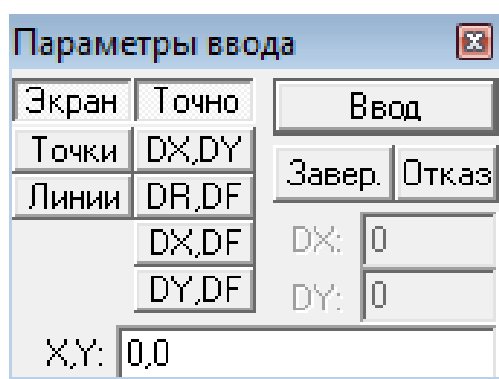 Параметры ввода
Экран Точно Ввод
Точки DX,DY
Завер. Отказ
Линии DR,DF
DX,DF DX: 0
DY,DF DY: 0
X,Y: 0,0